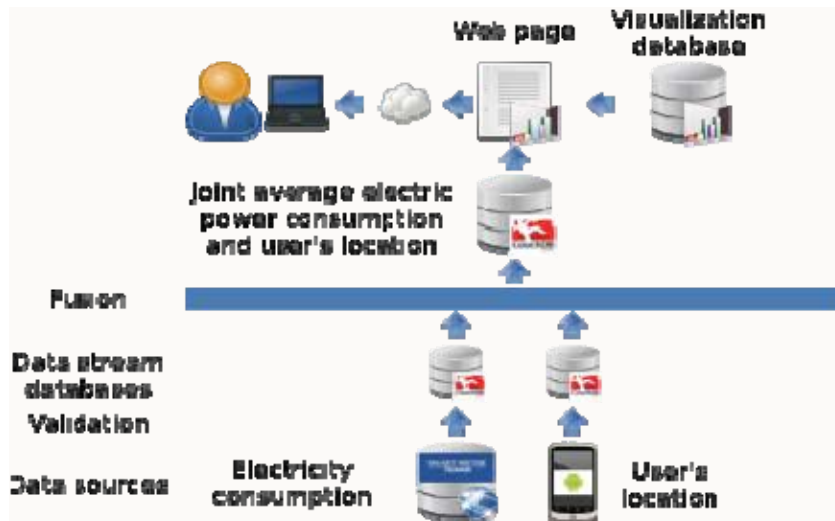 Web page
Visualization
database
Joint average electric
power consumption
and user's location
Fusion
Data stream
databases
Validation
Data sources
Electricity
consumption
User's
location